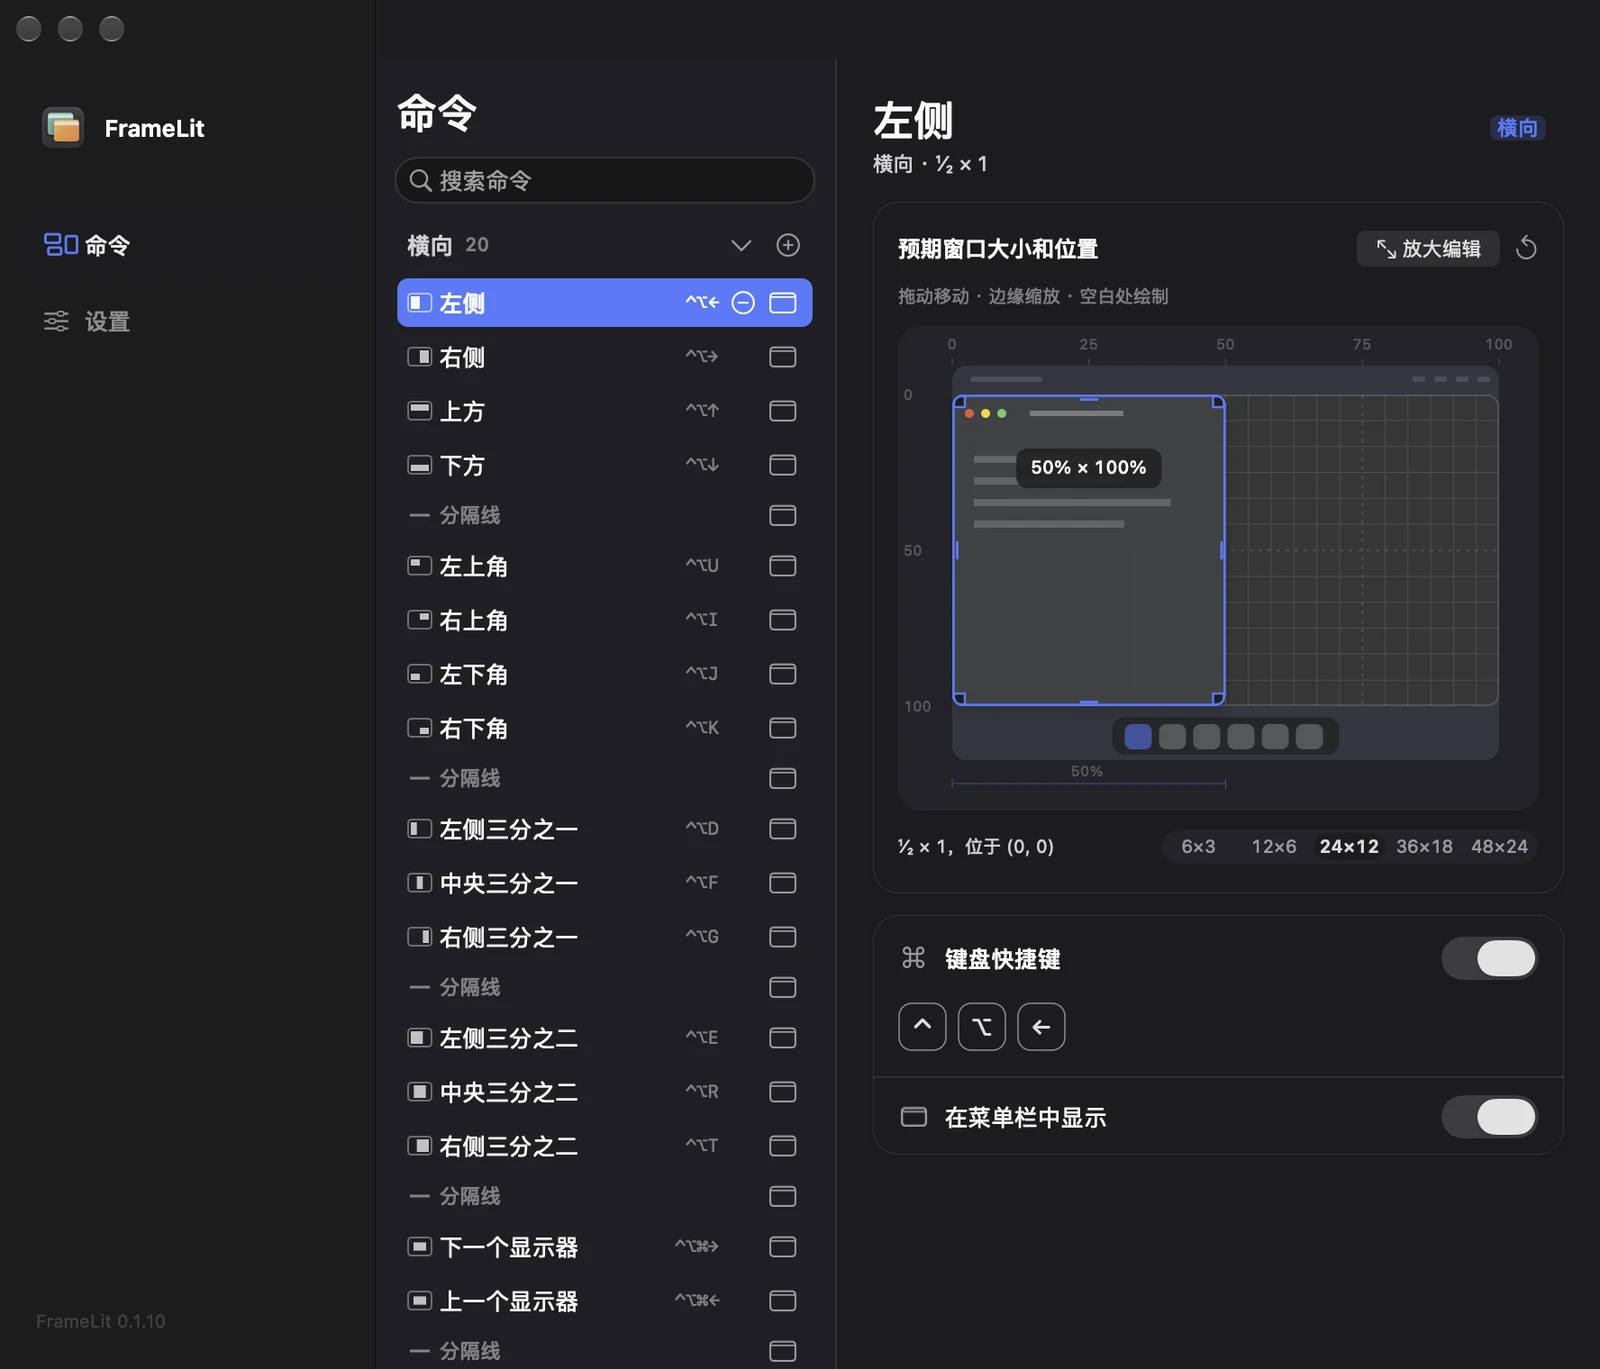 FrameLit
命令
设置
FrameLit 0.1.10
命令
搜索命令
横向 20
左侧 ^⌥←
右侧 ^⌥→
上方 ^⌥↑
下方 ^⌥↓
分隔线
左上角 ^⌥U
右上角 ^⌥I
左下角 ^⌥J
右下角 ^⌥K
分隔线
左侧三分之一 ^⌥D
中央三分之一 ^⌥F
右侧三分之一 ^⌥G
分隔线
左侧三分之二 ^⌥E
中央三分之二 ^⌥R
右侧三分之二 ^⌥T
分隔线
下一个显示器 ^⌥⌘→
上一个显示器 ^⌥⌘←
分隔线
左侧
横向
横向 · ½ × 1
预期窗口大小和位置
放大编辑
拖动移动 · 边缘缩放 · 空白处绘制
0 25 50 75 100
0
50% × 100%
50
100
50%
½ × 1，位于 (0, 0)
6×3 12×6 24×12 36×18 48×24
⌘ 键盘快捷键
^ ⌥ ←
在菜单栏中显示